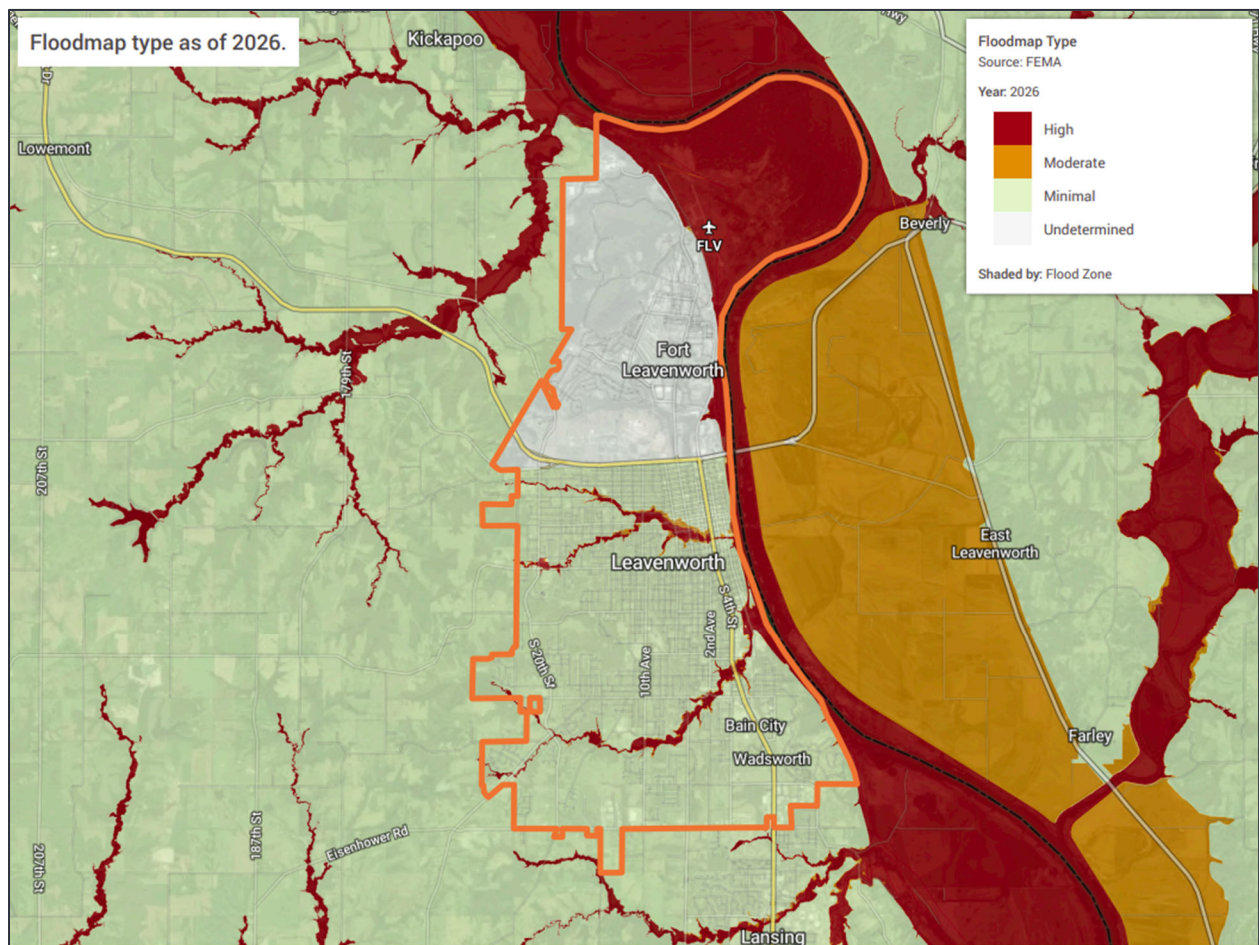 Floodmap type as of 2026.
Kickapoo
Hwy
Floodmap Type
Source: FEMA
Year: 2026
High
Moderate
Minimal
Undetermined
Shaded by: Flood Zone
Dr
Lowemont
Beverly
FLV
Fort
Leavenworth
179th St
207th St
East
Leavenworth
Leavenworth
S 4th St
2nd Ave
S 20th St
10th Ave
Bain City
Farley
Wadsworth
187th St
Eisenhower Rd
207th St
Lansing